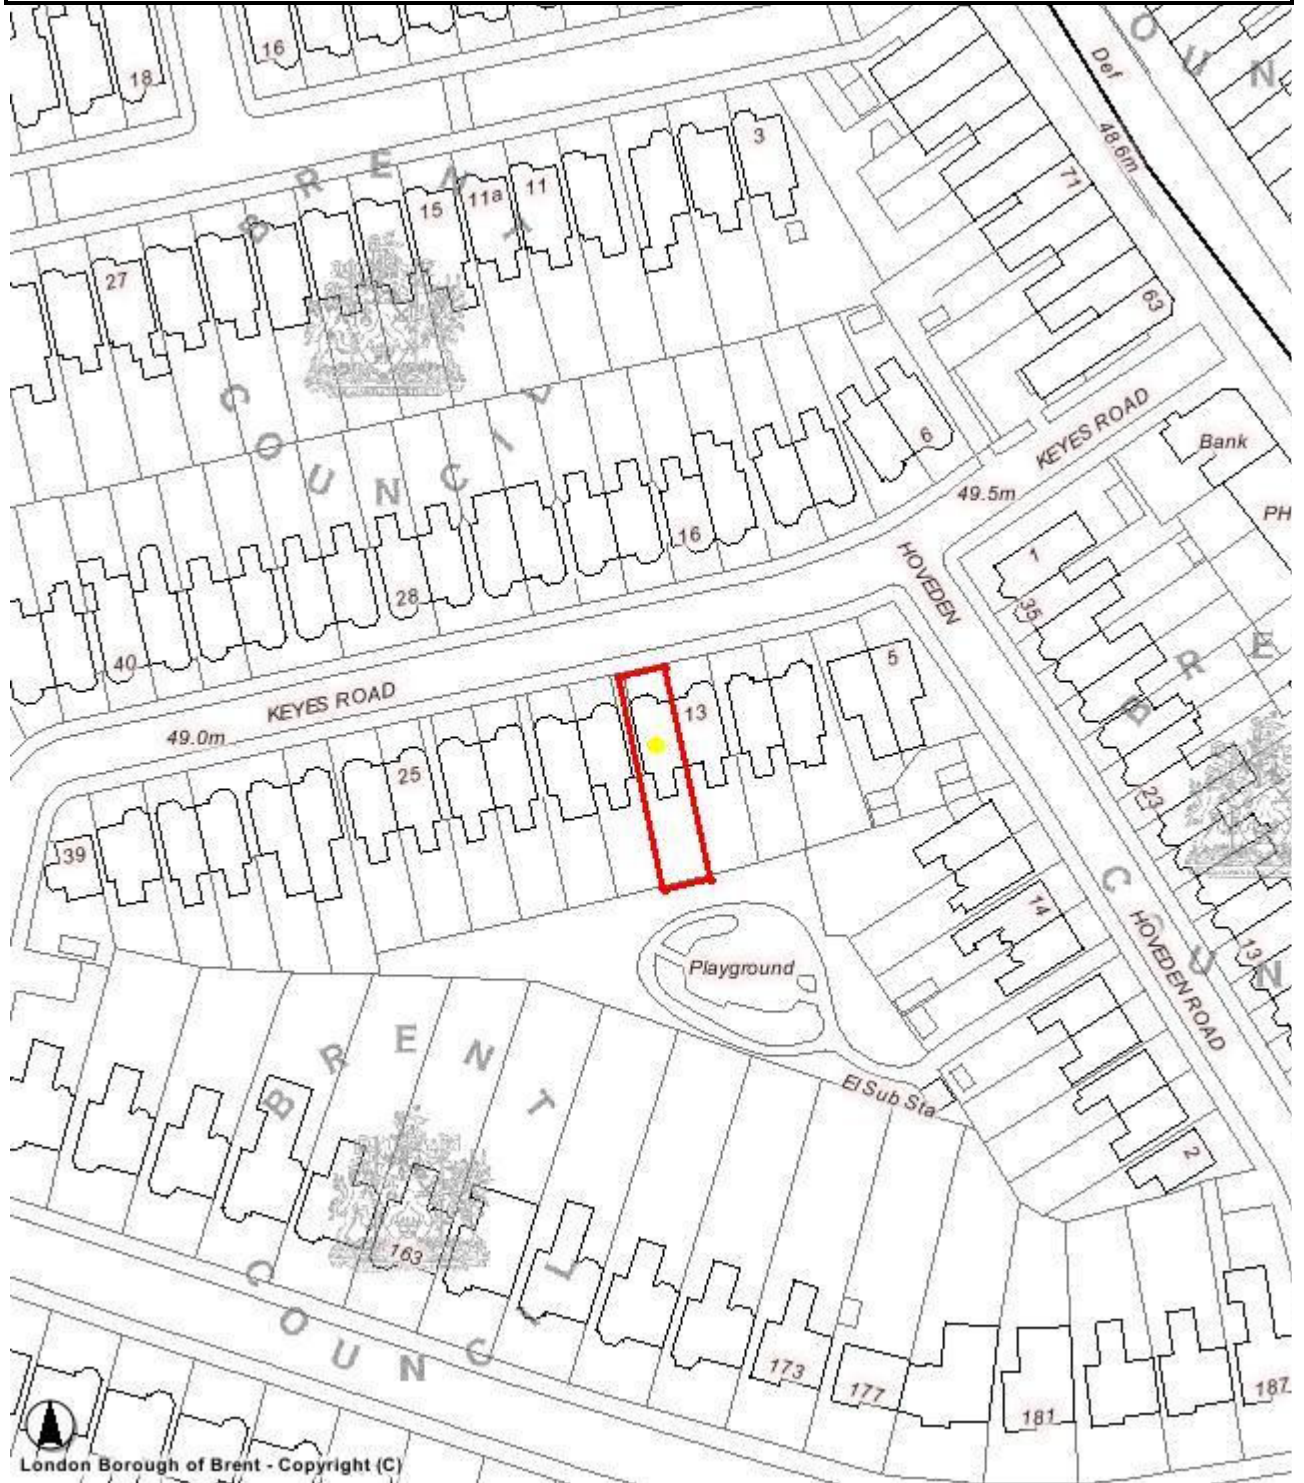 16
18
O U N
Def
48.6m
3
71
B R E N T
15
11a
11
27
63
C O U N C I L
KEYES ROAD
6
Bank
49.5m
PH
16
HOVEDEN
1
28
35
40
B R E
5
KEYES ROAD
13
49.0m
25
23
39
C O U N
14
HOVEDEN ROAD
13
Playground
B R E N T
El Sub Sta
2
163
C O U N C I L
173
177
181
187
London Borough of Brent - Copyright (C)